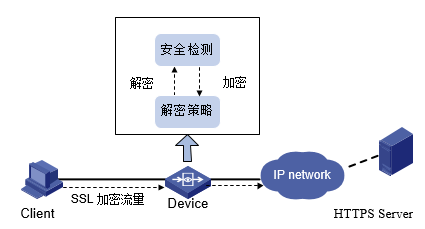 安全检测
解密
加密
解密策略
IP network
SSL 加密流量
Device
Client
HTTPS Server